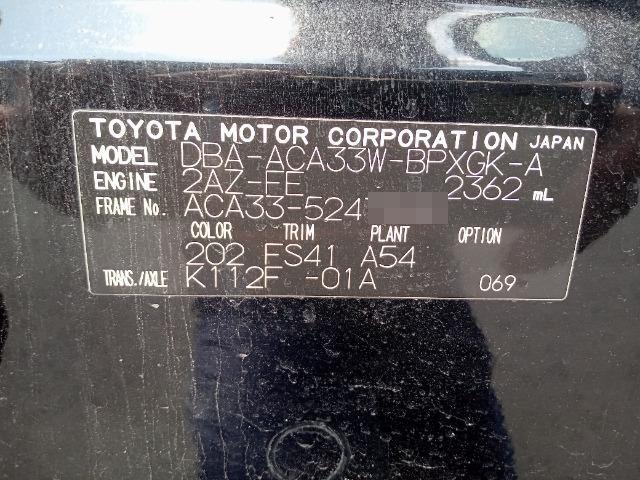 TOYOTA MOTOR CORPORATION JAPAN
MODEL DBA-ACA33W-BPXGK-A
ENGINE 2AZ-FE 2362 mL
FRAME No. ACA33-524
COLOR TRIM PLANT OPTION
202 FS41 A54
TRANS./AXLE K112F -01A 069